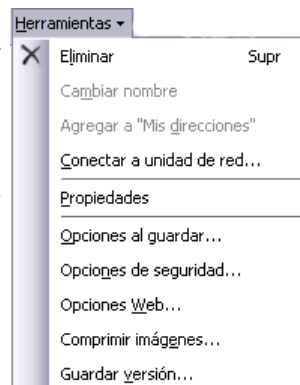 Herramientas
Eliminar Supr
Cambiar nombre
Agregar a "Mis direcciones"
Conectar a unidad de red...
Propiedades
Opciones al guardar...
Opciones de seguridad...
Opciones Web...
Comprimir imágenes...
Guardar versión...